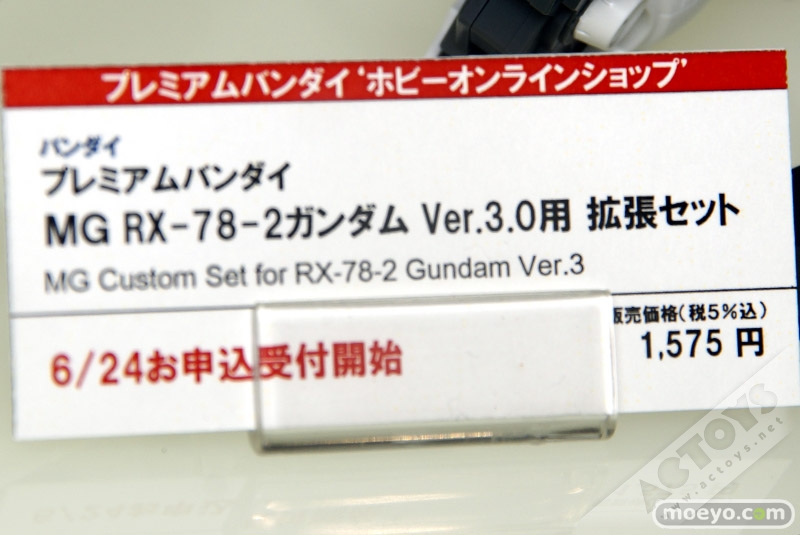 プレミアムバンダイ‘ホビーオンラインショップ’
バンダイ
プレミアムバンダイ
MG RX-78-2ガンダム Ver.3.0用 拡張セット
MG Custom Set for RX-78-2 Gundam Ver.3
販売価格(税5%込)
6/24お申込受付開始
1,575 円
ACTOYS
www.actoys.net
moeyo.com